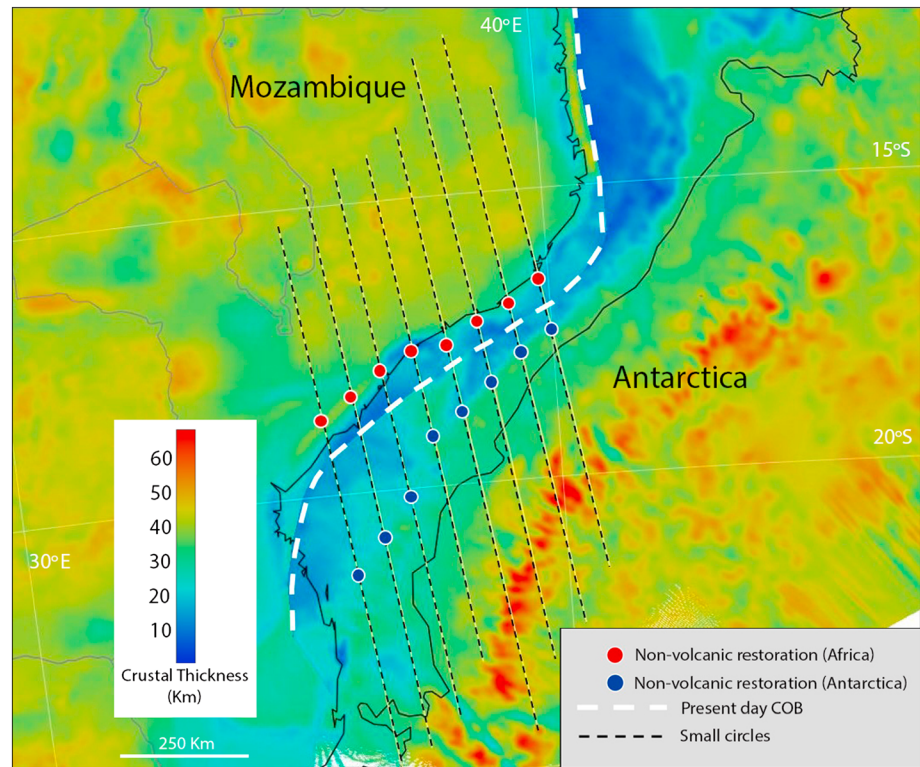 40°E
Mozambique
15°S
Antarctica
20°S
60
50
40
30
20
10
30°E
Crustal Thickness
(Km)
250 Km
Non-volcanic restoration (Africa)
Non-volcanic restoration (Antarctica)
Present day COB
Small circles